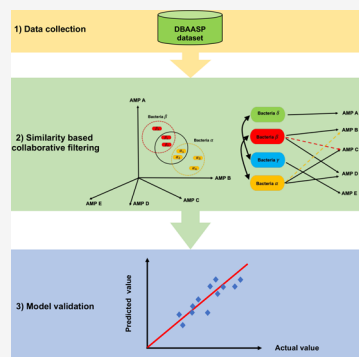 1) Data collection
DBAASP
dataset
2) Similarity based
collaborative filtering
AMP A
Bacteria β
Bacteria α
AMP B
AMP C
AMP D
AMP E
Bacteria δ
Bacteria β
Bacteria γ
Bacteria α
AMP A
AMP B
AMP C
AMP D
AMP E
3) Model validation
Predicted value
Actual value